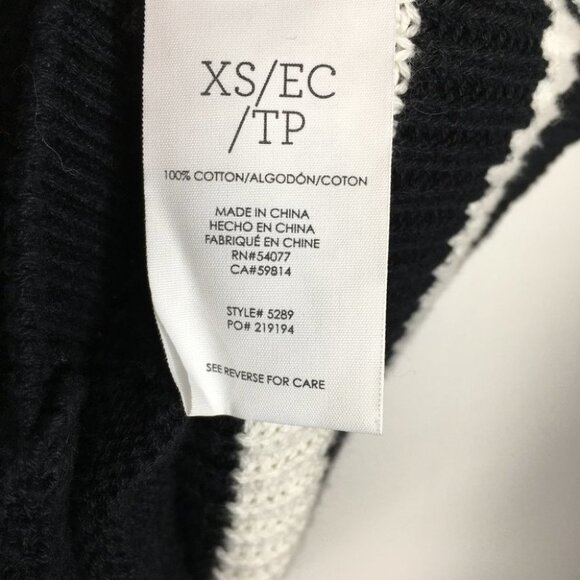 XS/EC
/TP
100% COTTON/ALGODÓN/COTON
MADE IN CHINA
HECHO EN CHINA
FABRIQUÉ EN CHINE
RN#54077
CA#59814
STYLE# 5289
PO# 219194
SEE REVERSE FOR CARE